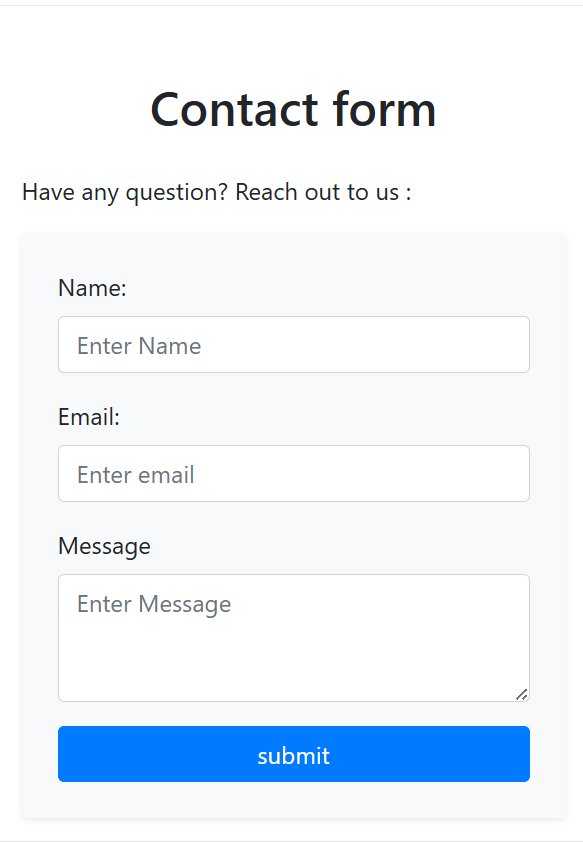 Contact form
Have any question? Reach out to us :
Name:
Enter Name
Email:
Enter email
Message
Enter Message
submit